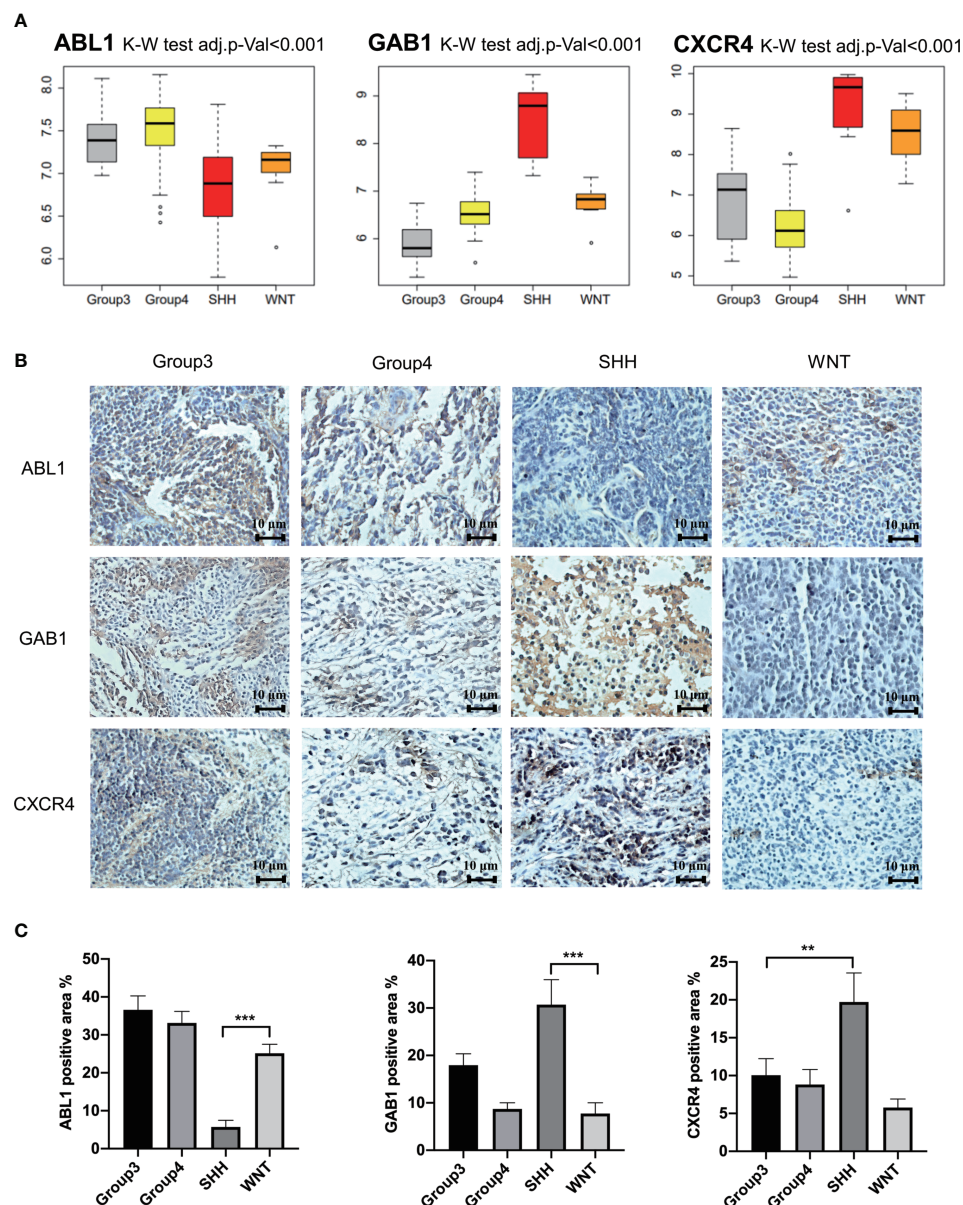 A
ABL1 K-W test adj.p-Val<0.001
GAB1 K-W test adj.p-Val<0.001
CXCR4 K-W test adj.p-Val<0.001
8.0
7.5
7.0
6.5
6.0
Group3 Group4 SHH WNT
9
8
7
6
Group3 Group4 SHH WNT
10
9
8
7
6
5
Group3 Group4 SHH WNT
B
Group3 Group4 SHH WNT
ABL1
10 μm 10 μm 10 μm 10 μm
GAB1
10 μm 10 μm 10 μm 10 μm
CXCR4
10 μm 10 μm 10 μm 10 μm
C
ABL1 positive area %
50
40
30
20
10
0
***
Group3 Group4 SHH WNT
GAB1 positive area %
40
30
20
10
0
***
Group3 Group4 SHH WNT
CXCR4 positive area %
25
20
15
10
5
0
**
Group3 Group4 SHH WNT